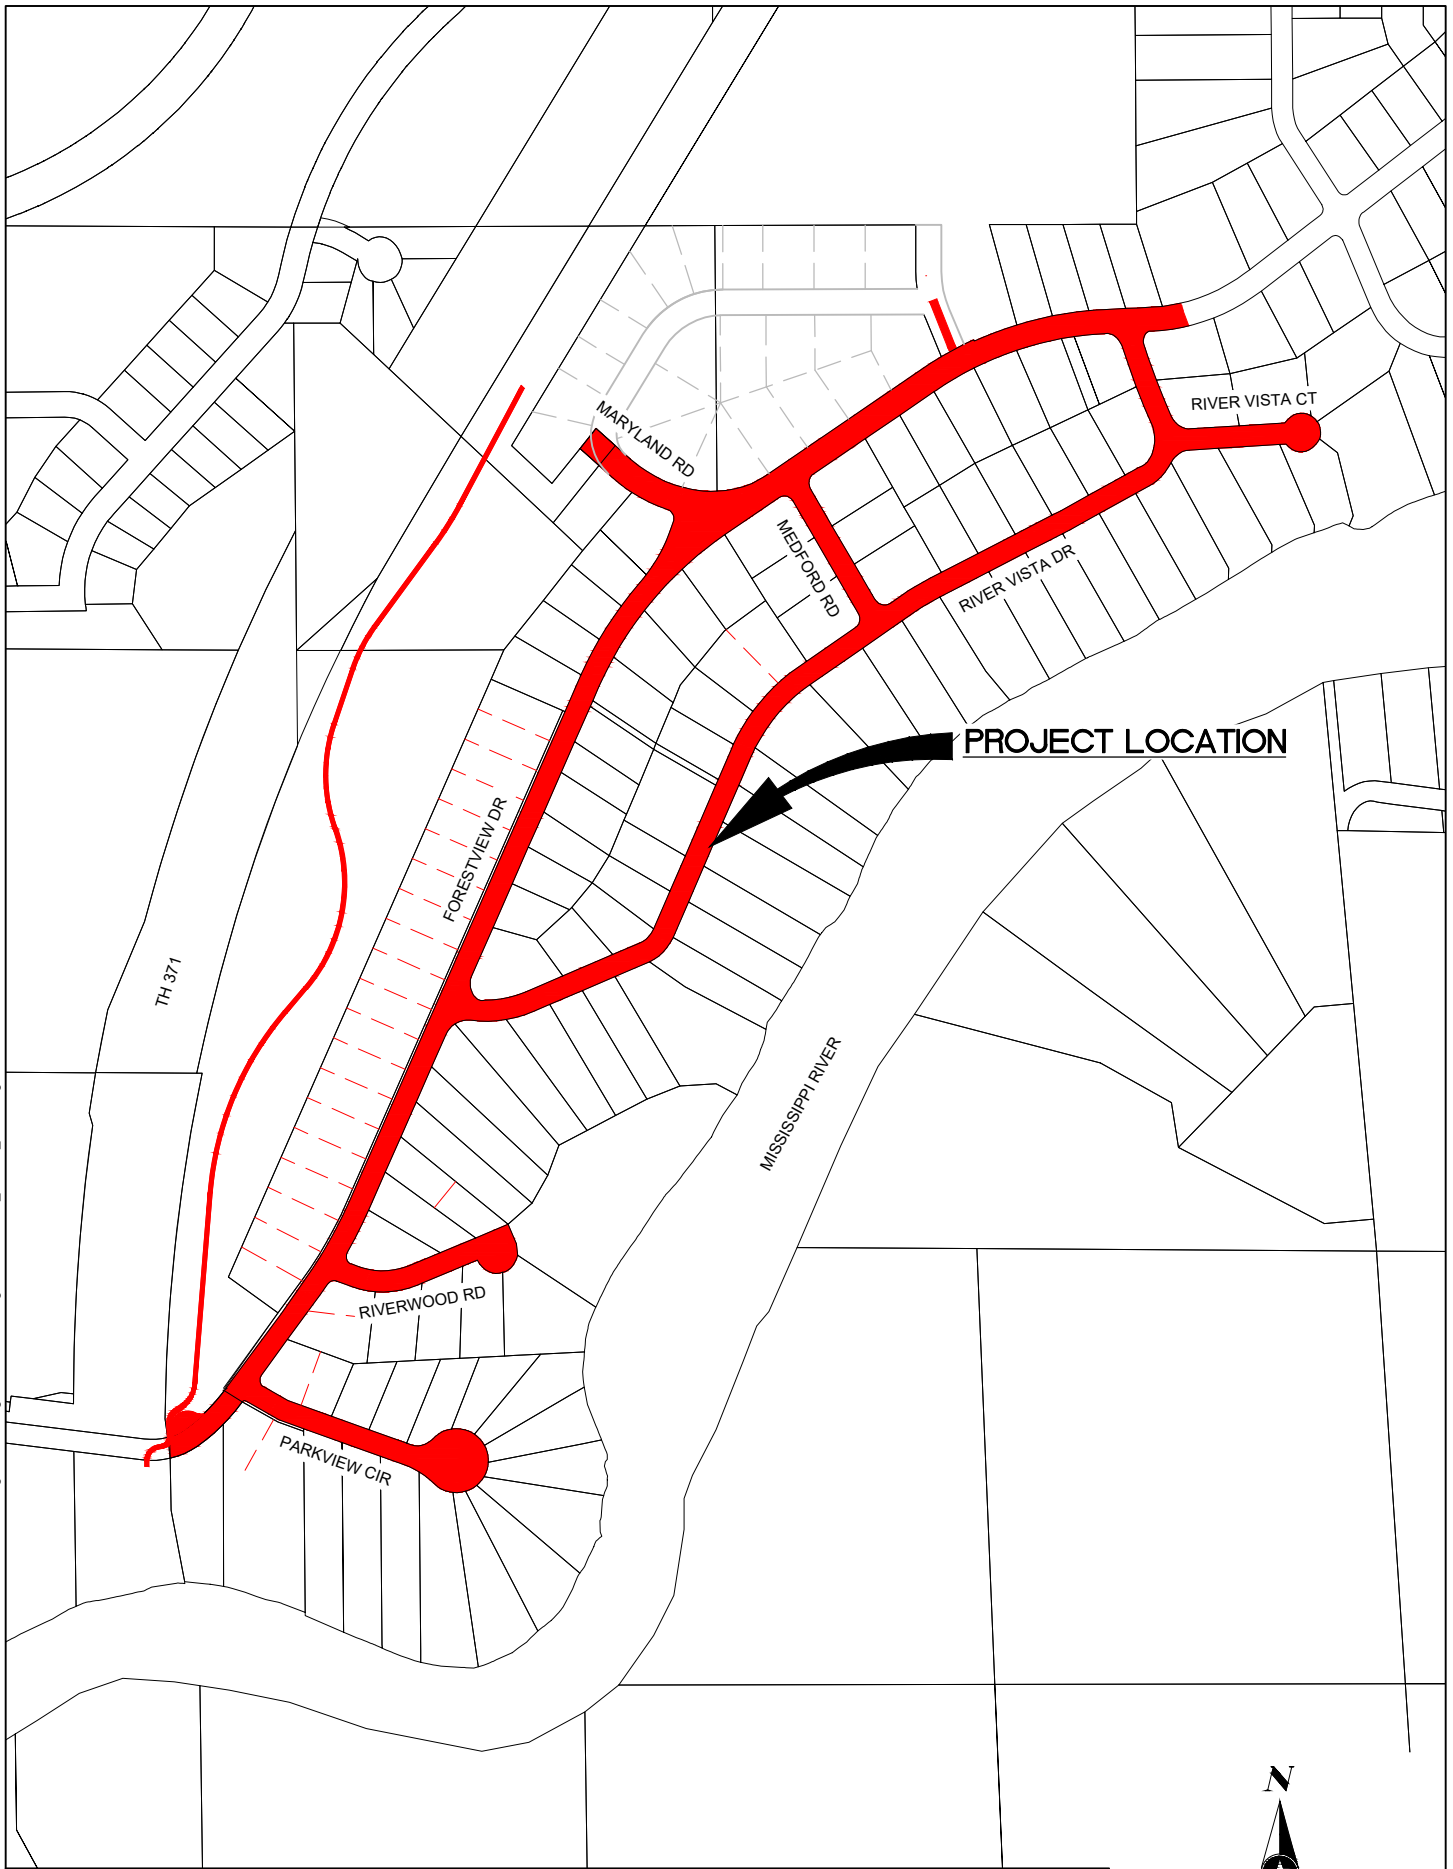 MARYLAND RD
RIVER VISTA CT
MEDFORD RD
RIVER VISTA DR
PROJECT LOCATION
FORESTVIEW DR
TH 371
MISSISSIPPI RIVER
RIVERWOOD RD
PARKVIEW CIR
N